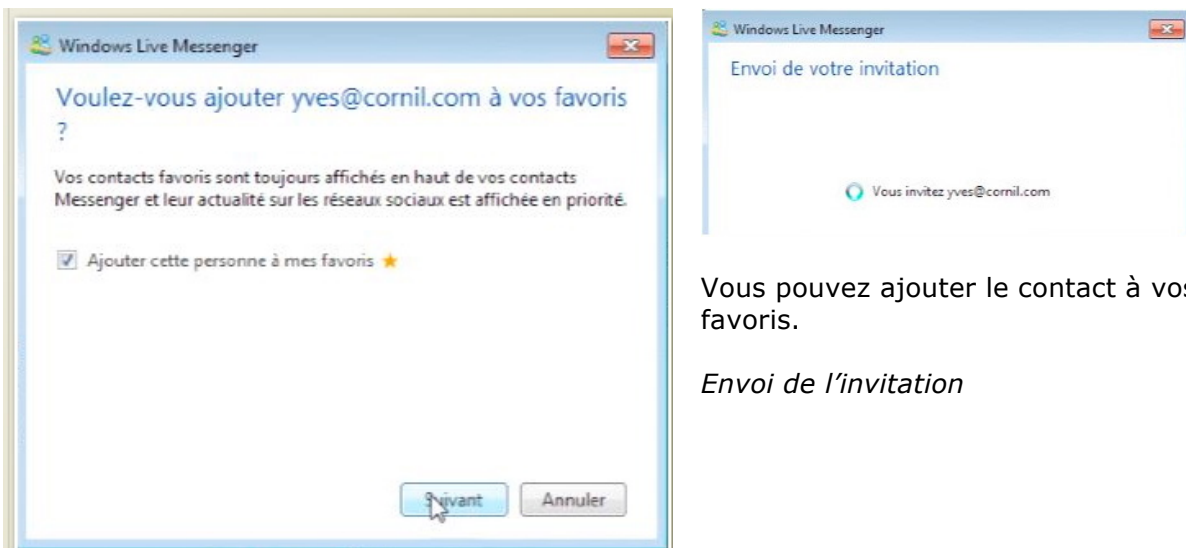 Windows Live Messenger
Voulez-vous ajouter yves@cornil.com à vos favoris
?
Vos contacts favoris sont toujours affichés en haut de vos contacts
Messenger et leur actualité sur les réseaux sociaux est affichée en priorité.
Ajouter cette personne à mes favoris
Suivant
Annuler
Windows Live Messenger
Envoi de votre invitation
Vous invitez yves@cornil.com
Vous pouvez ajouter le contact à vos
favoris.
Envoi de l’invitation